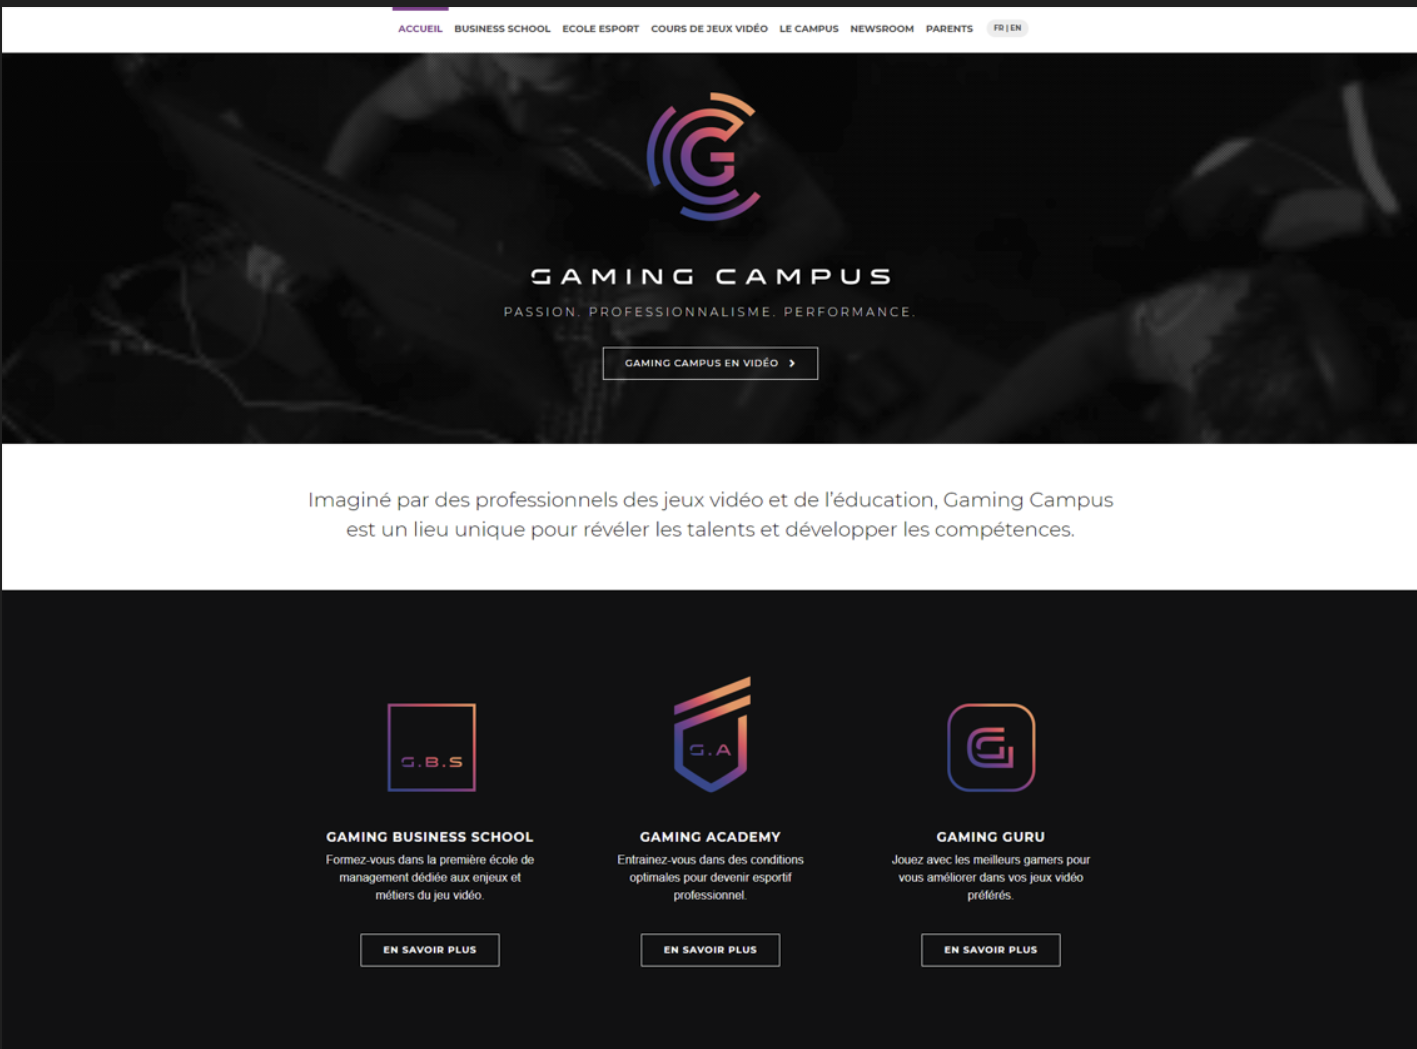 ACCUEIL BUSINESS SCHOOL ECOLE ESPORT COURS DE JEUX VIDÉO LE CAMPUS NEWSROOM PARENTS FR | EN
G
GAMING CAMPUS
PASSION. PROFESSIONNALISME. PERFORMANCE.
GAMING CAMPUS EN VIDÉO
Imaginé par des professionnels des jeux vidéo et de l'éducation, Gaming Campus
est un lieu unique pour révéler les talents et développer les compétences.
G.B.S
GAMING BUSINESS SCHOOL
Formez-vous dans la première école de
management dédiée aux enjeux et
métiers du jeu vidéo.
EN SAVOIR PLUS
G.A
GAMING ACADEMY
Entrainez-vous dans des conditions
optimales pour devenir esportif
professionnel.
EN SAVOIR PLUS
G
GAMING GURU
Jouez avec les meilleurs gamers pour
vous améliorer dans vos jeux vidéo
préférés.
EN SAVOIR PLUS